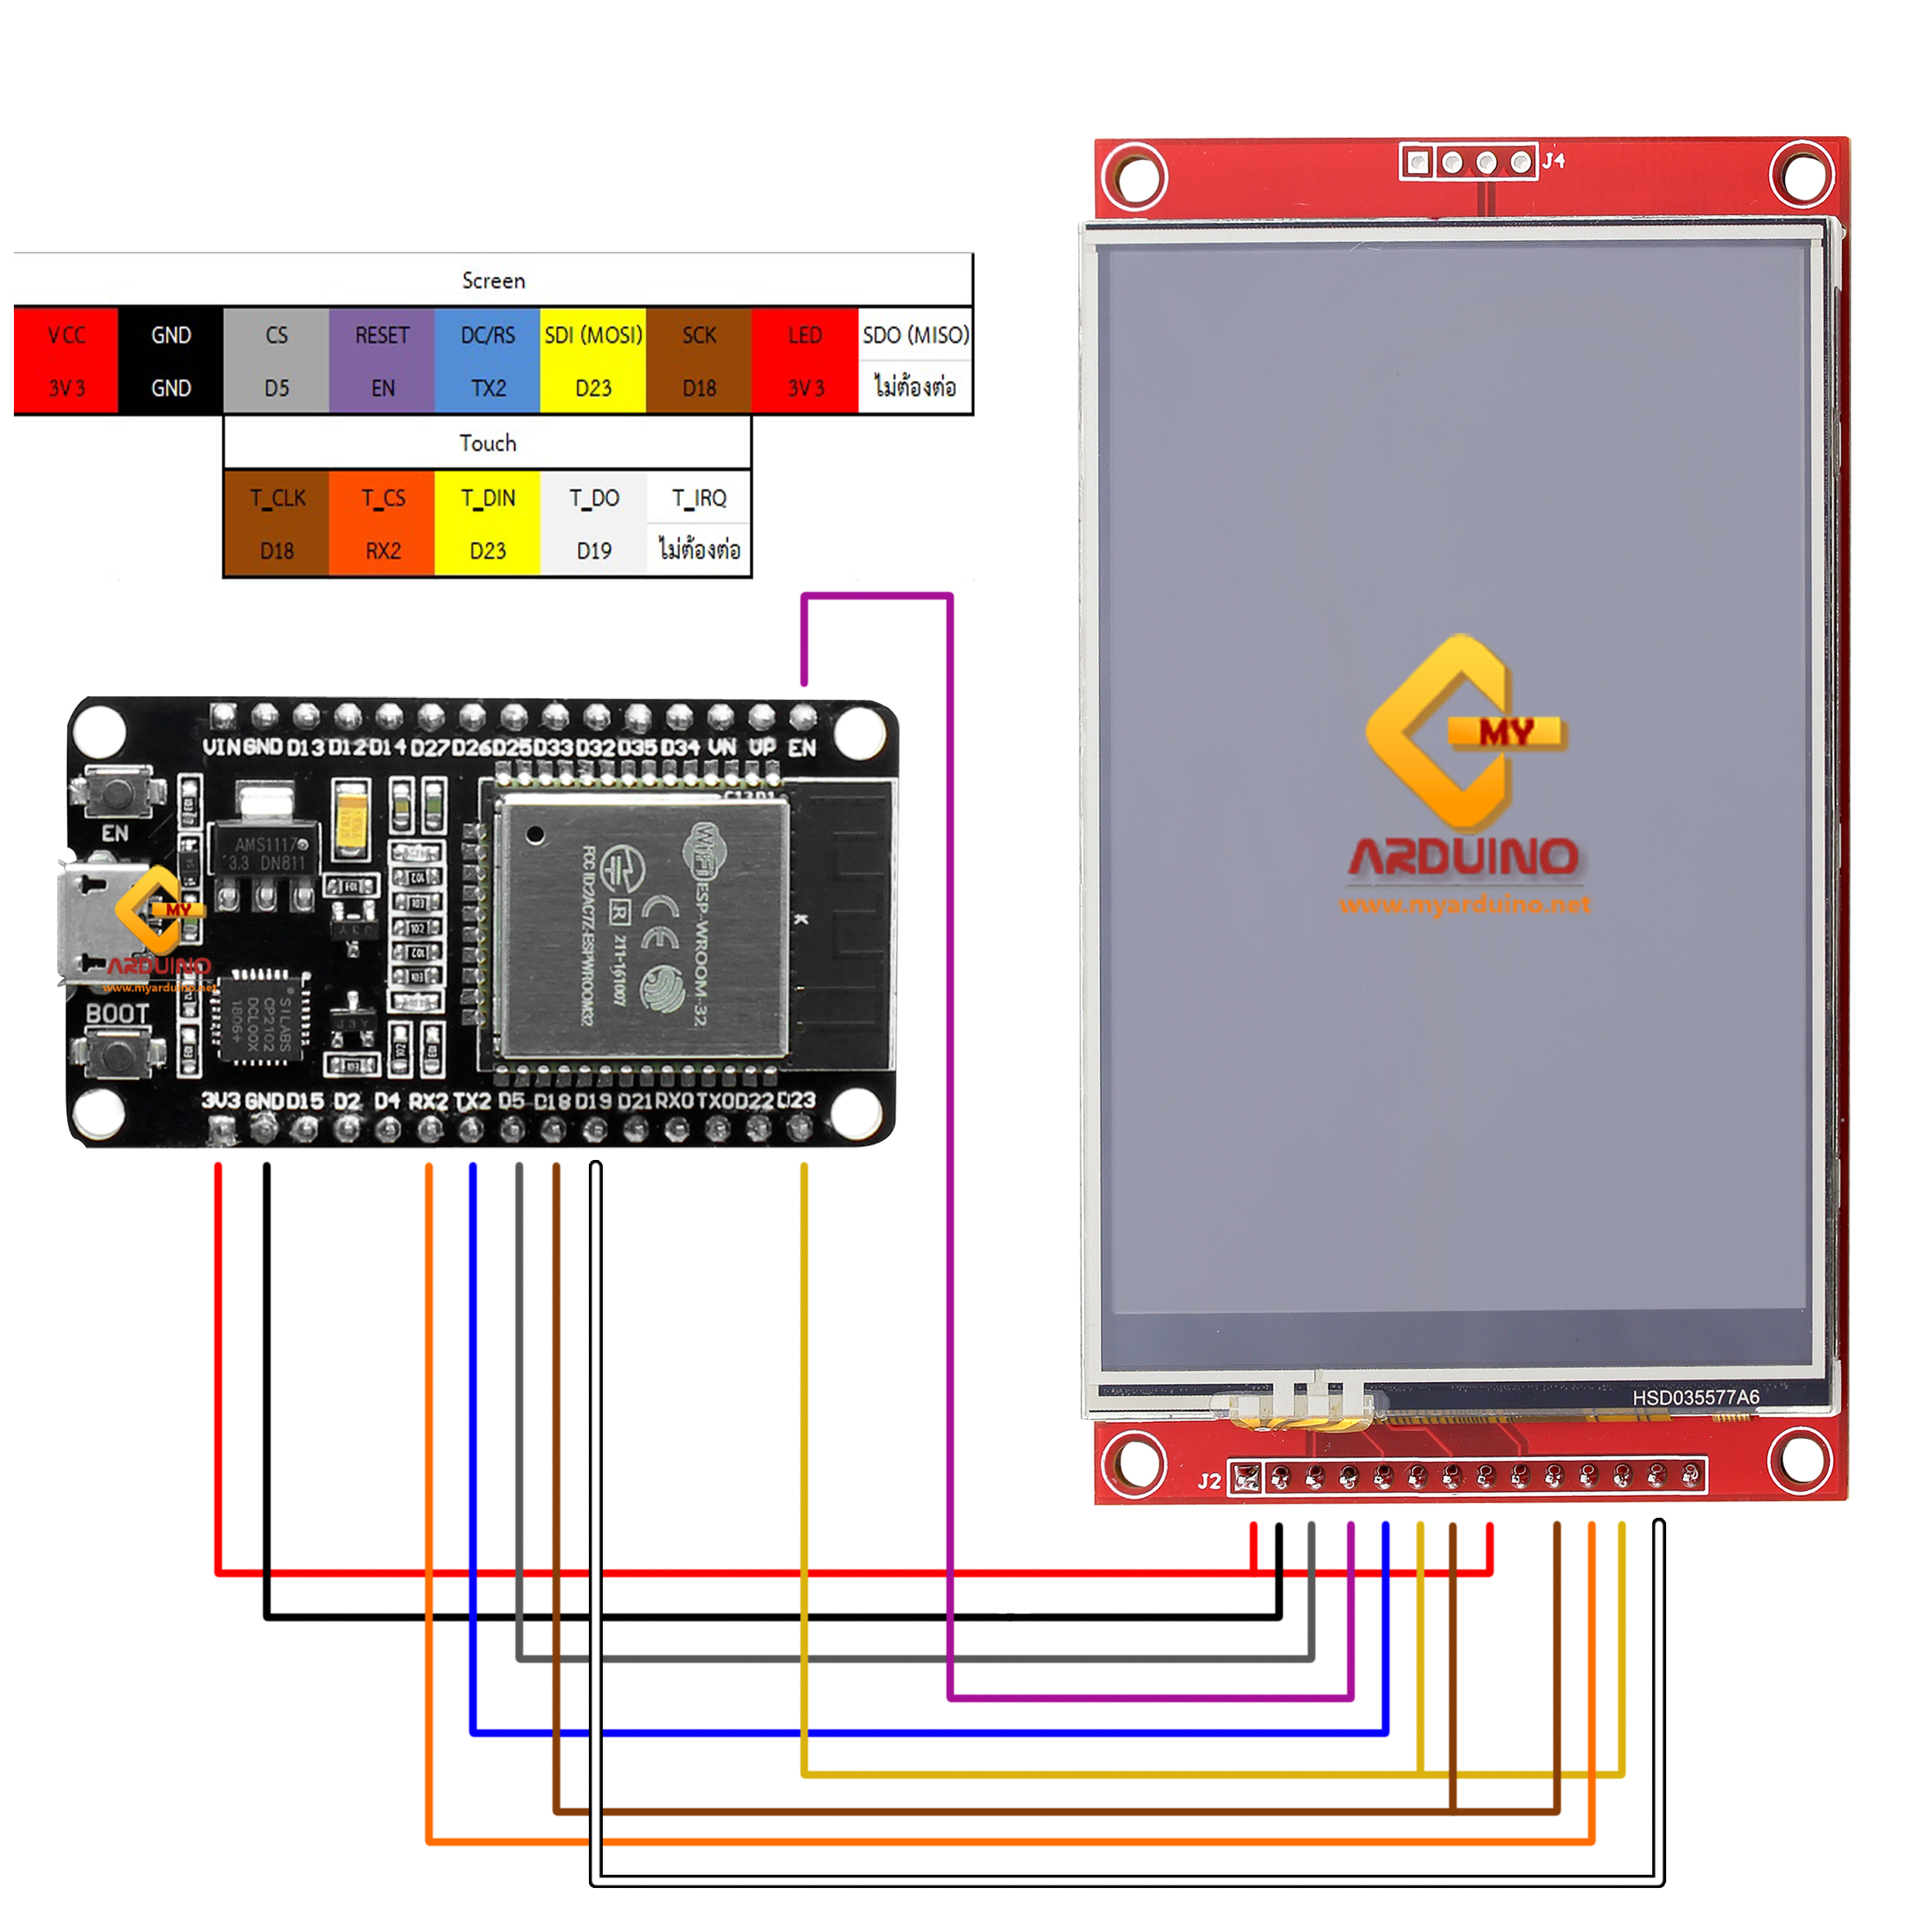 J4
Screen
VCC GND CS RESET DC/RS SDI (MOSI) SCK LED SDO (MISO)
3V3 GND D5 EN TX2 D23 D18 3V3 ไม่ต้องต่อ
Touch
T_CLK T_CS T_DIN T_DO T_IRQ
D18 RX2 D23 D19 ไม่ต้องต่อ
VIN GND D13 D12 D14 D27 D26 D25 D33 D32 D35 D34 VN VP EN
EN
AMS1117
3.3 DN811
MY
ARDUINO
www.myarduino.net
BOOT
SILABS
CP2102
DCL00X
1806+
WiFi
ESP-WROOM-32
CE
R 211-161007
FCC ID:2AC7Z-ESPWROOM32
3V3 GND D15 D2 D4 RX2 TX2 D5 D18 D19 D21 RX0 TX0 D22 D23
MY
ARDUINO
www.myarduino.net
HSD035577A6
J2